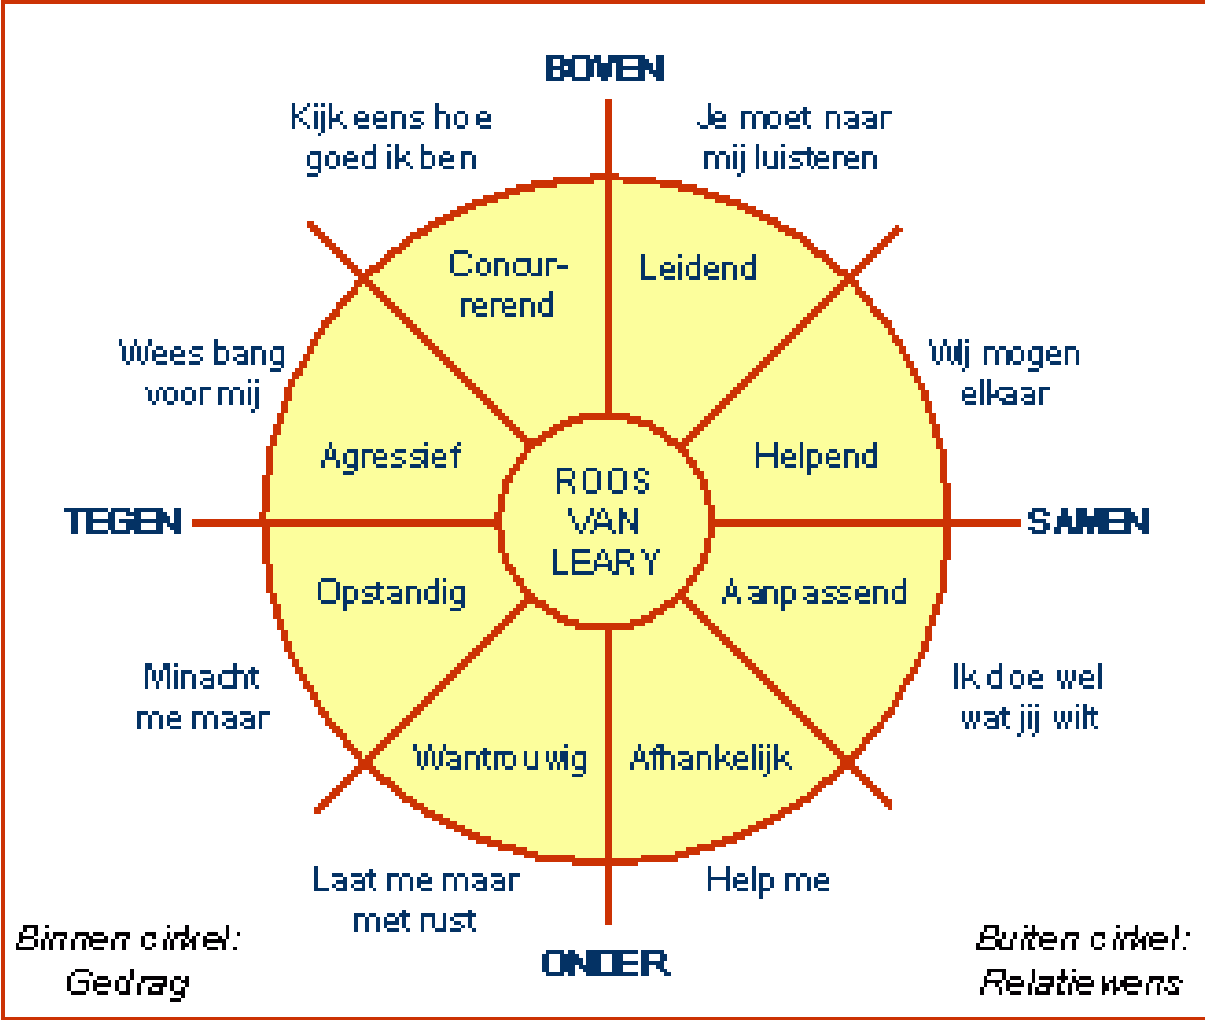 BOVEN
Kijk eens hoe
goed ik ben
Je moet naar
mij luisteren
Concur-
rerend
Leidend
Wees bang
voor mij
Wij mogen
elkaar
Agressief
Helpend
ROOS
VAN
LEARY
TEGEN
SAMEN
Opstandig
Aanpassend
Minacht
me maar
Ik doe wel
wat jij wilt
Wantrouwig
Afhankelijk
Laat me maar
met rust
Help me
ONDER
Binnen cirkel:
Gedrag
Buiten cirkel:
Relatiewens